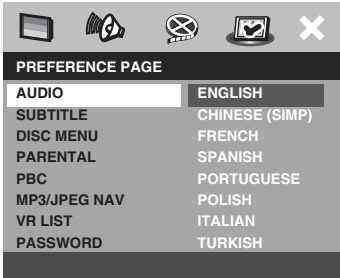 PREFERENCE PAGE
AUDIO ENGLISH
SUBTITLE CHINESE (SIMP)
DISC MENU FRENCH
PARENTAL SPANISH
PBC PORTUGUESE
MP3/JPEG NAV POLISH
VR LIST ITALIAN
PASSWORD TURKISH